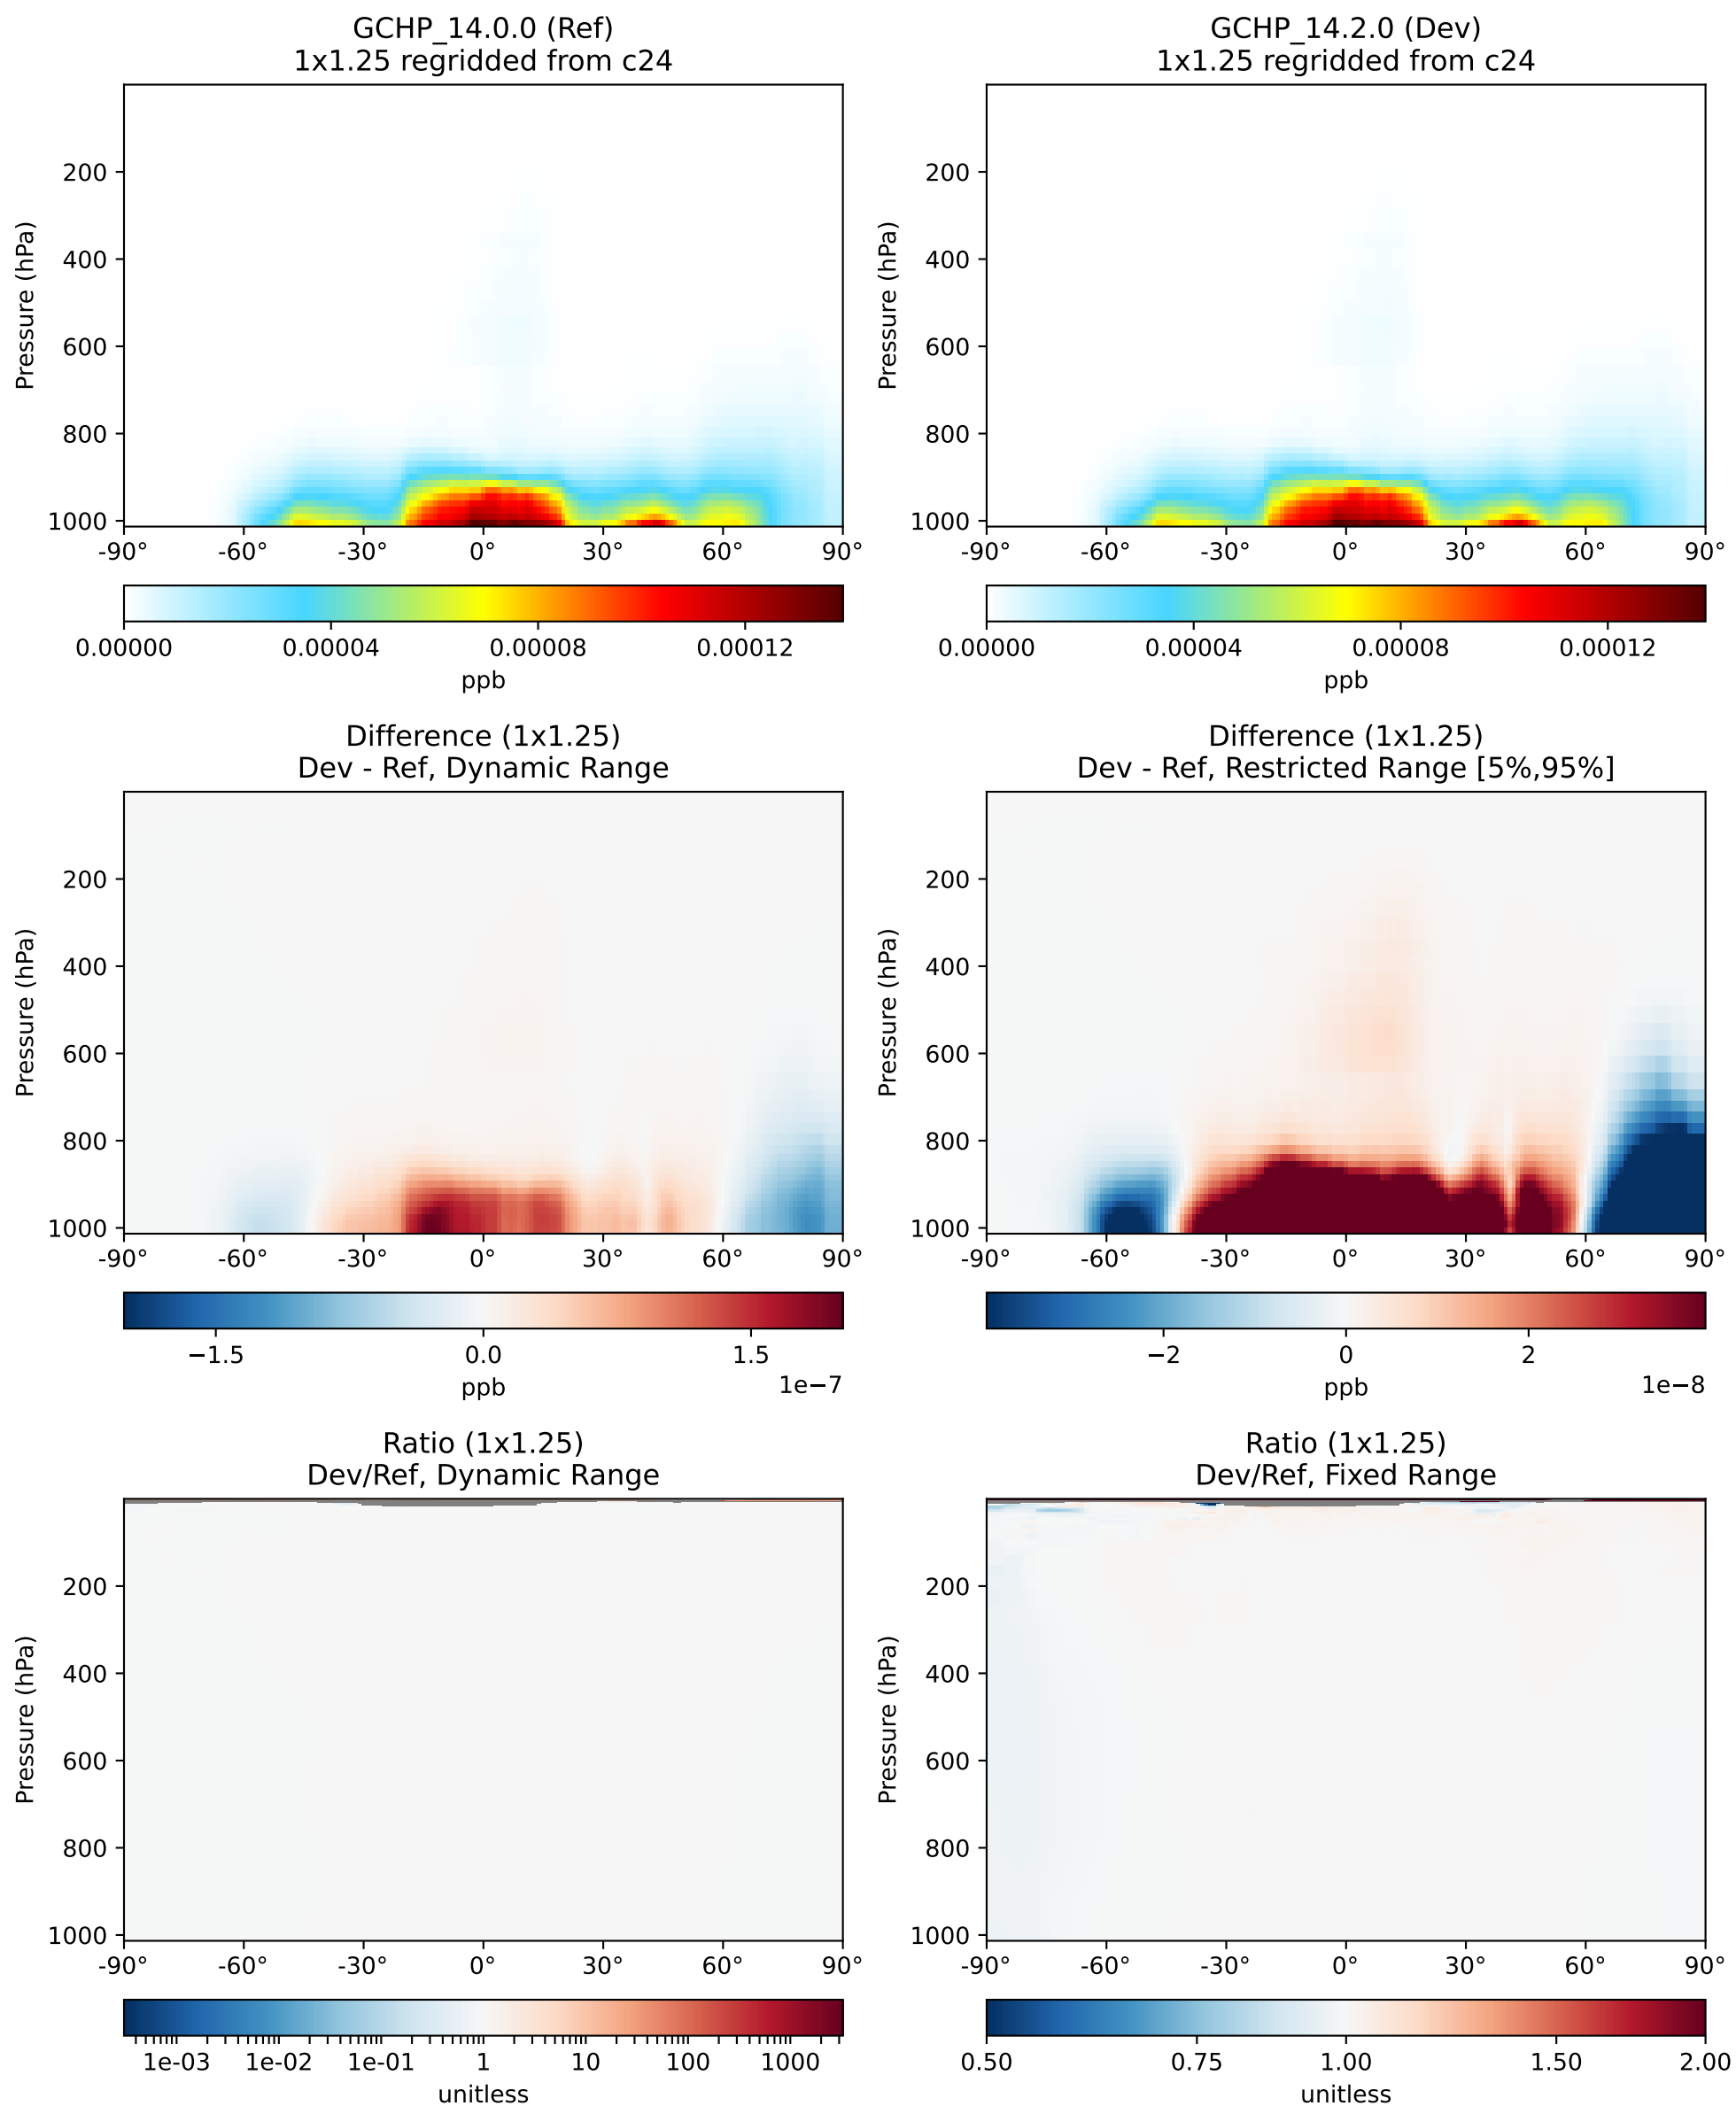 GCHP_14.0.0 (Ref)
1x1.25 regridded from c24
GCHP_14.2.0 (Dev)
1x1.25 regridded from c24
Pressure (hPa)
200
400
600
800
1000
-90° -60° -30° 0° 30° 60° 90°
0.00000 0.00004 0.00008 0.00012
ppb
Pressure (hPa)
200
400
600
800
1000
-90° -60° -30° 0° 30° 60° 90°
0.00000 0.00004 0.00008 0.00012
ppb
Difference (1x1.25)
Dev - Ref, Dynamic Range
Difference (1x1.25)
Dev - Ref, Restricted Range [5%,95%]
Pressure (hPa)
200
400
600
800
1000
-90° -60° -30° 0° 30° 60° 90°
−1.5 0.0 1.5
1e−7
ppb
Pressure (hPa)
200
400
600
800
1000
-90° -60° -30° 0° 30° 60° 90°
−2 0 2
1e−8
ppb
Ratio (1x1.25)
Dev/Ref, Dynamic Range
Ratio (1x1.25)
Dev/Ref, Fixed Range
Pressure (hPa)
200
400
600
800
1000
-90° -60° -30° 0° 30° 60° 90°
1e-03 1e-02 1e-01 1 10 100 1000
unitless
Pressure (hPa)
200
400
600
800
1000
-90° -60° -30° 0° 30° 60° 90°
0.50 0.75 1.00 1.50 2.00
unitless